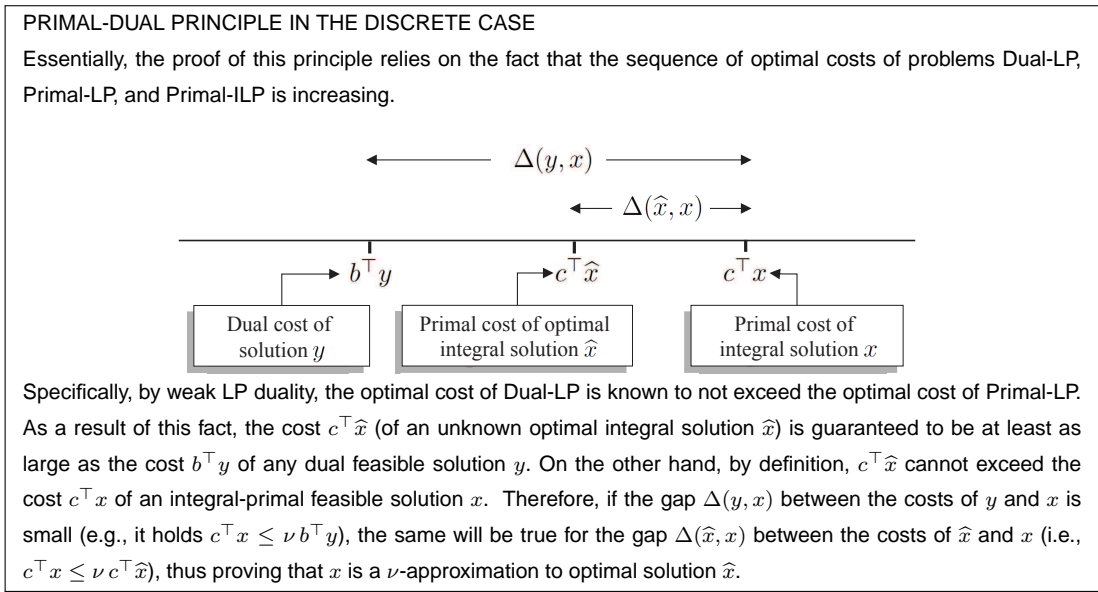 PRIMAL-DUAL PRINCIPLE IN THE DISCRETE CASE
Essentially, the proof of this principle relies on the fact that the sequence of optimal costs of problems Dual-LP,
Primal-LP, and Primal-ILP is increasing.
Δ(y, x)
Δ(x̂, x)
b⊤y c⊤x̂ c⊤x
Dual cost of
solution y
Primal cost of optimal
integral solution x̂
Primal cost of
integral solution x
Specifically, by weak LP duality, the optimal cost of Dual-LP is known to not exceed the optimal cost of Primal-LP.
As a result of this fact, the cost c⊤x̂ (of an unknown optimal integral solution x̂) is guaranteed to be at least as
large as the cost b⊤y of any dual feasible solution y. On the other hand, by definition, c⊤x̂ cannot exceed the
cost c⊤x of an integral-primal feasible solution x. Therefore, if the gap Δ(y, x) between the costs of y and x is
small (e.g., it holds c⊤x ≤ ν b⊤y), the same will be true for the gap Δ(x̂, x) between the costs of x̂ and x (i.e.,
c⊤x ≤ ν c⊤x̂), thus proving that x is a ν-approximation to optimal solution x̂.